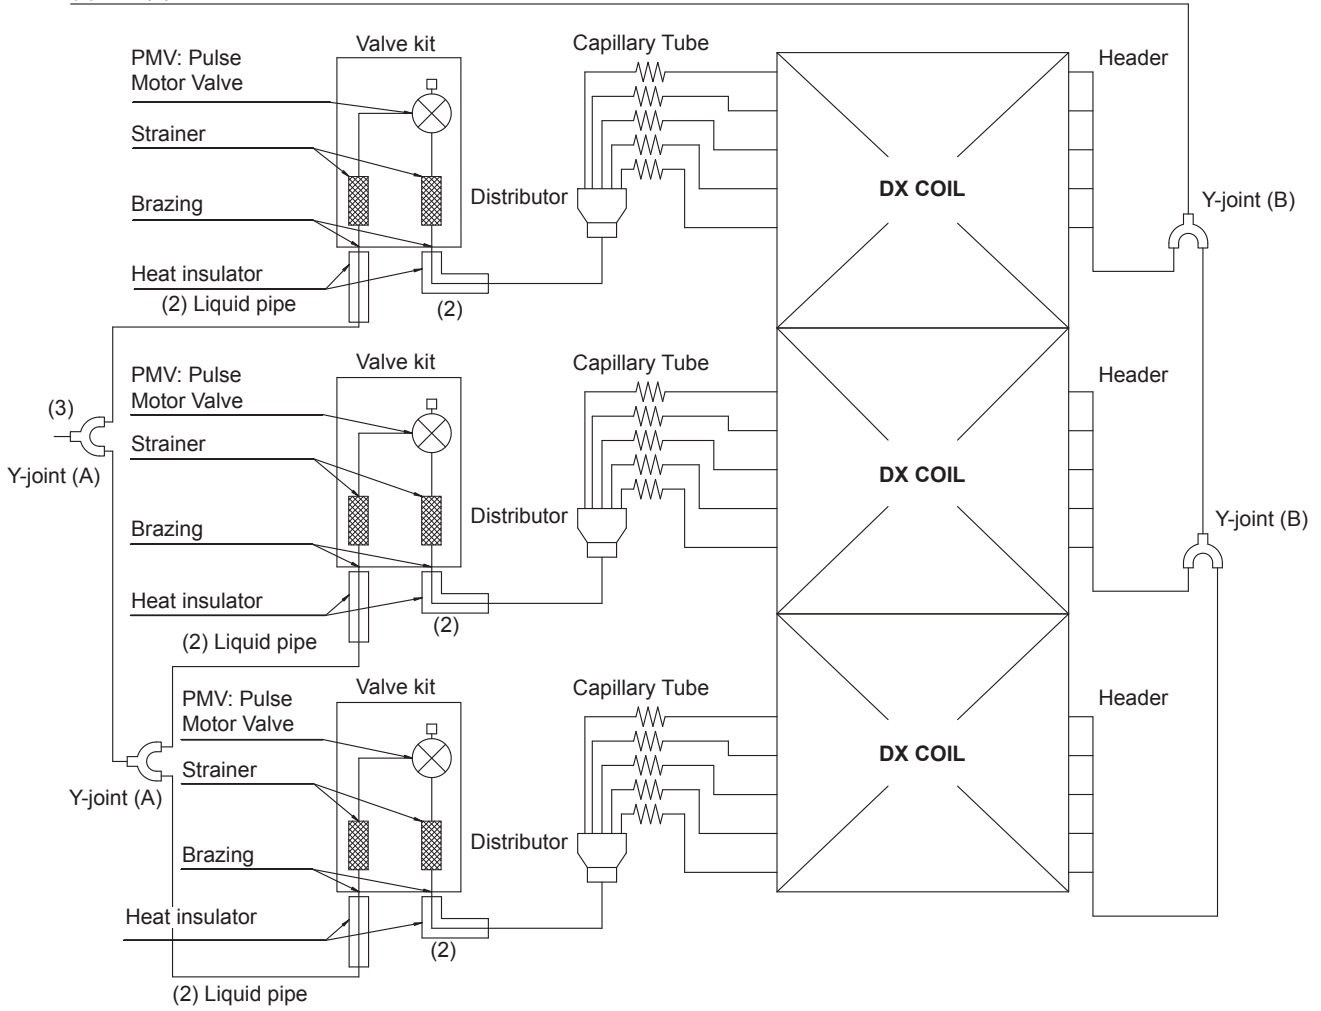 Valve kit
Capillary Tube
PMV: Pulse
Motor Valve
Header
Strainer
DX COIL
Distributor
Brazing
Y-joint (B)
Heat insulator
(2) Liquid pipe
(2)
Valve kit
Capillary Tube
PMV: Pulse
Motor Valve
Header
(3)
Strainer
Y-joint (A)
DX COIL
Distributor
Y-joint (B)
Brazing
Heat insulator
(2)
(2) Liquid pipe
Valve kit
Capillary Tube
PMV: Pulse
Motor Valve
Header
DX COIL
Strainer
Y-joint (A)
Distributor
Brazing
Heat insulator
(2)
(2) Liquid pipe